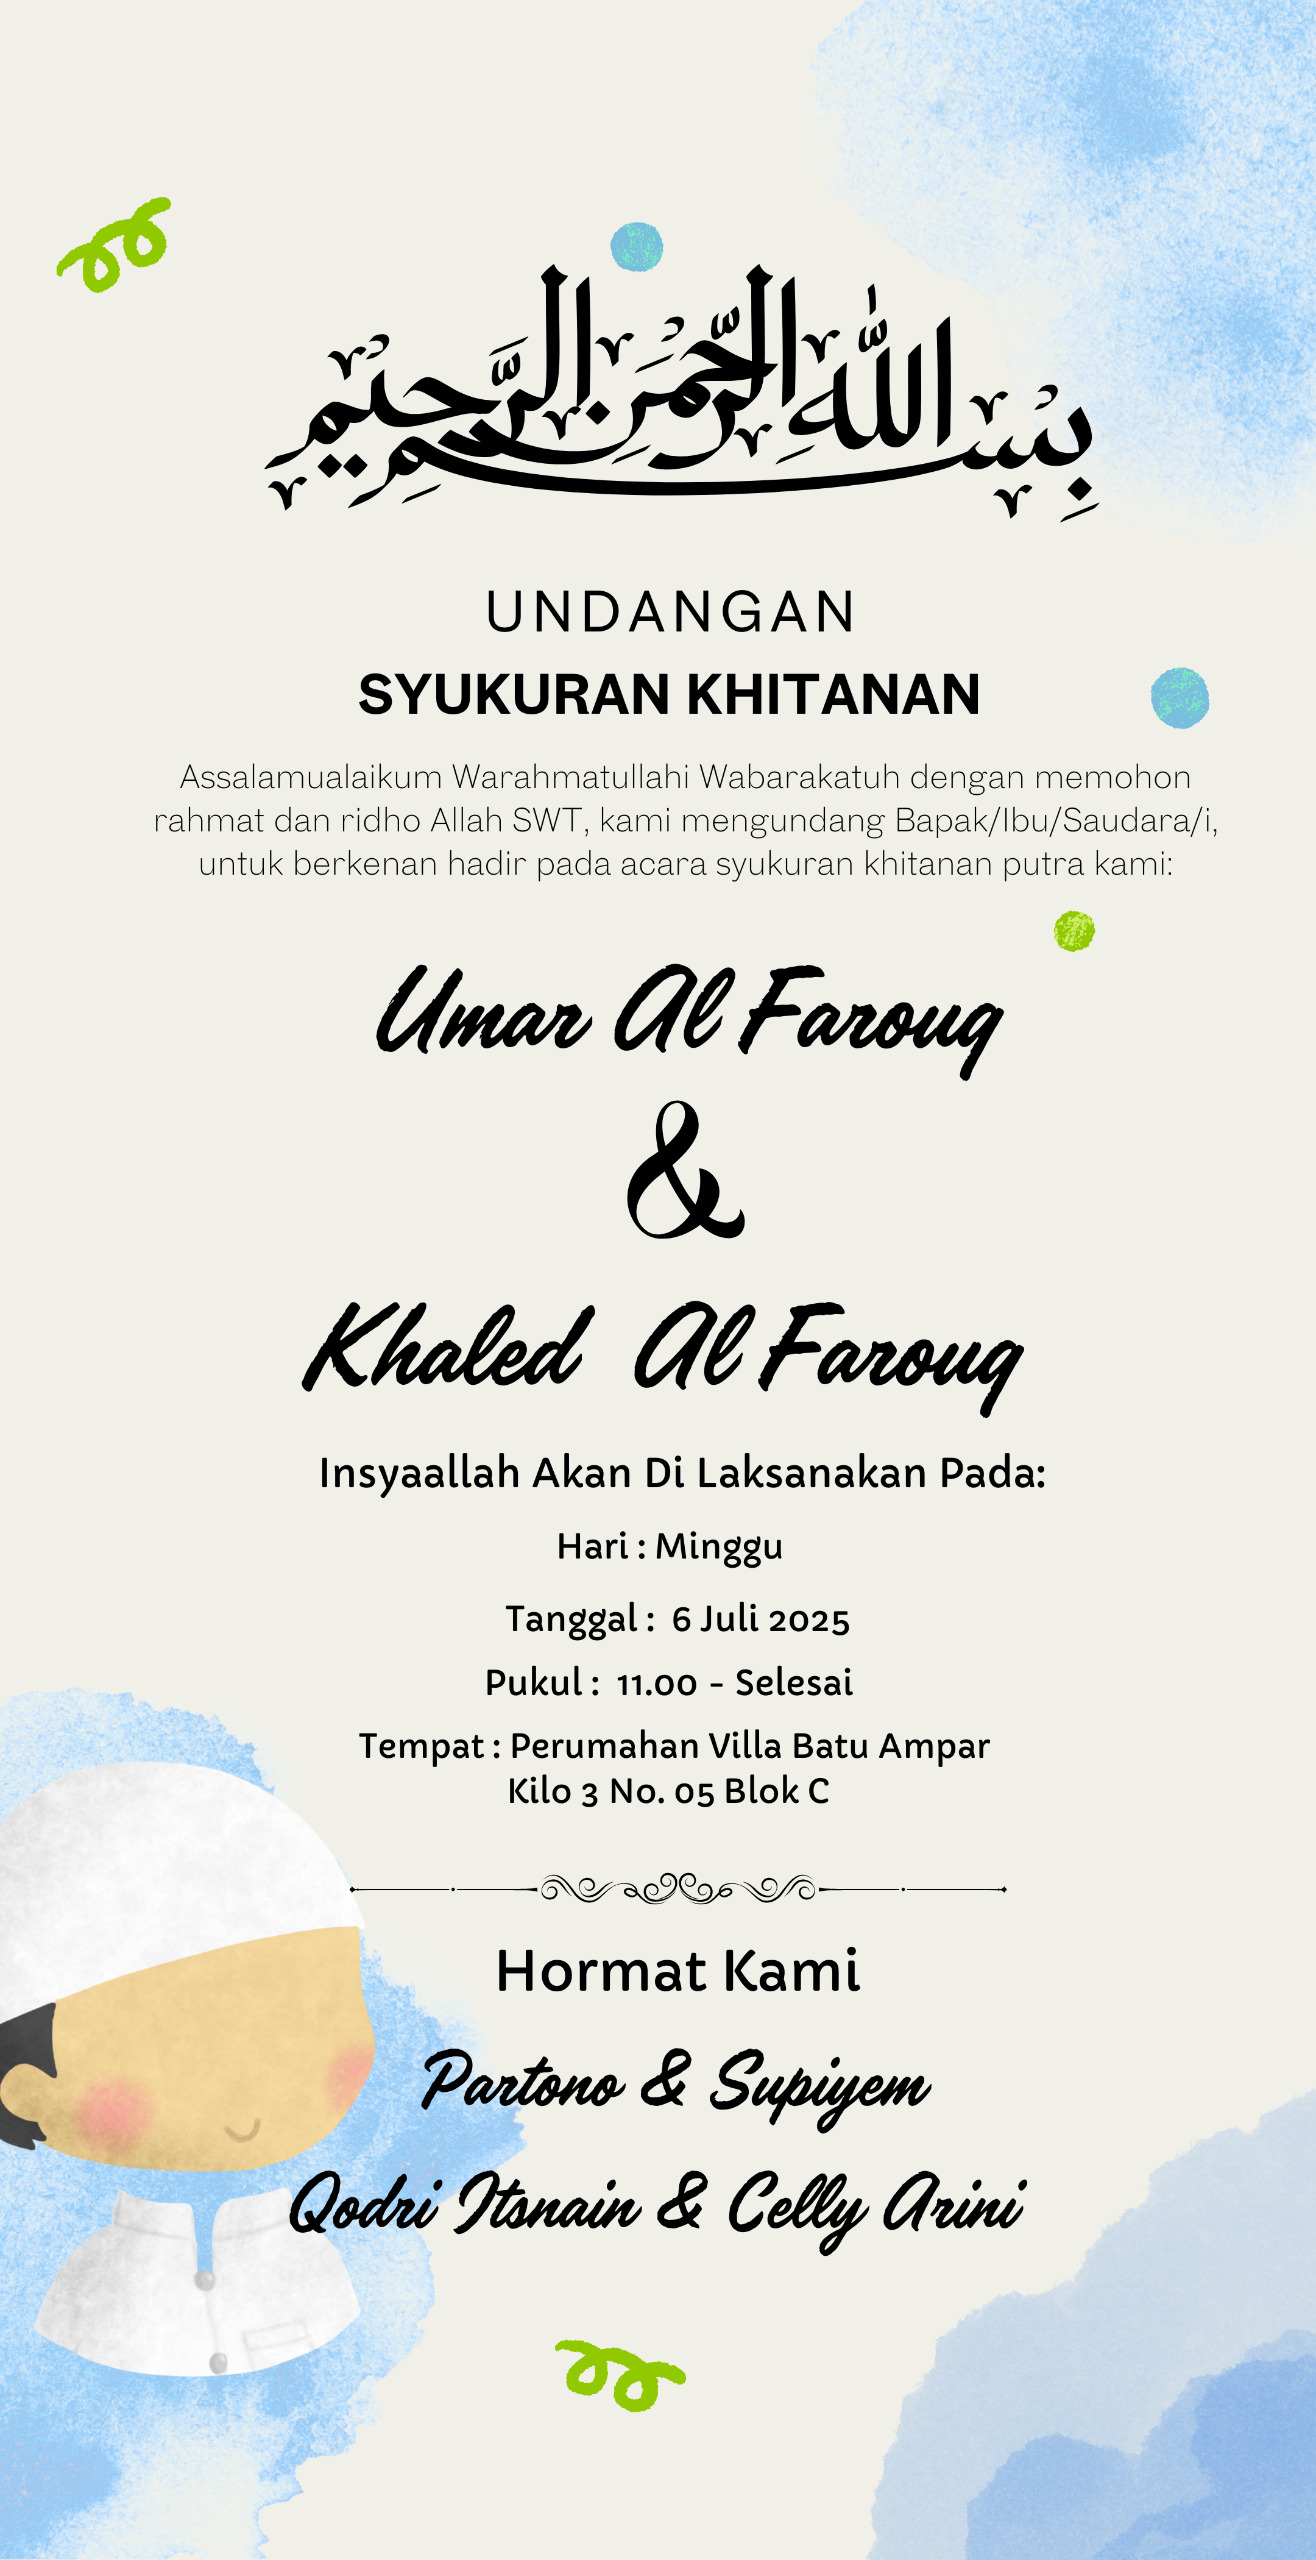 بِسْمِ اللّٰهِ الرَّحْمٰنِ الرَّحِيْمِ
UNDANGAN
SYUKURAN KHITANAN
Assalamualaikum Warahmatullahi Wabarakatuh dengan memohon
rahmat dan ridho Allah SWT, kami mengundang Bapak/Ibu/Saudara/i,
untuk berkenan hadir pada acara syukuran khitanan putra kami:
Umar Al Farouq
&
Khaled Al Farouq
Insyaallah Akan Di Laksanakan Pada:
Hari : Minggu
Tanggal : 6 Juli 2025
Pukul : 11.00 - Selesai
Tempat : Perumahan Villa Batu Ampar
Kilo 3 No. 05 Blok C
Hormat Kami
Partono & Supiyem
Qodri Itsnain & Celly Arini